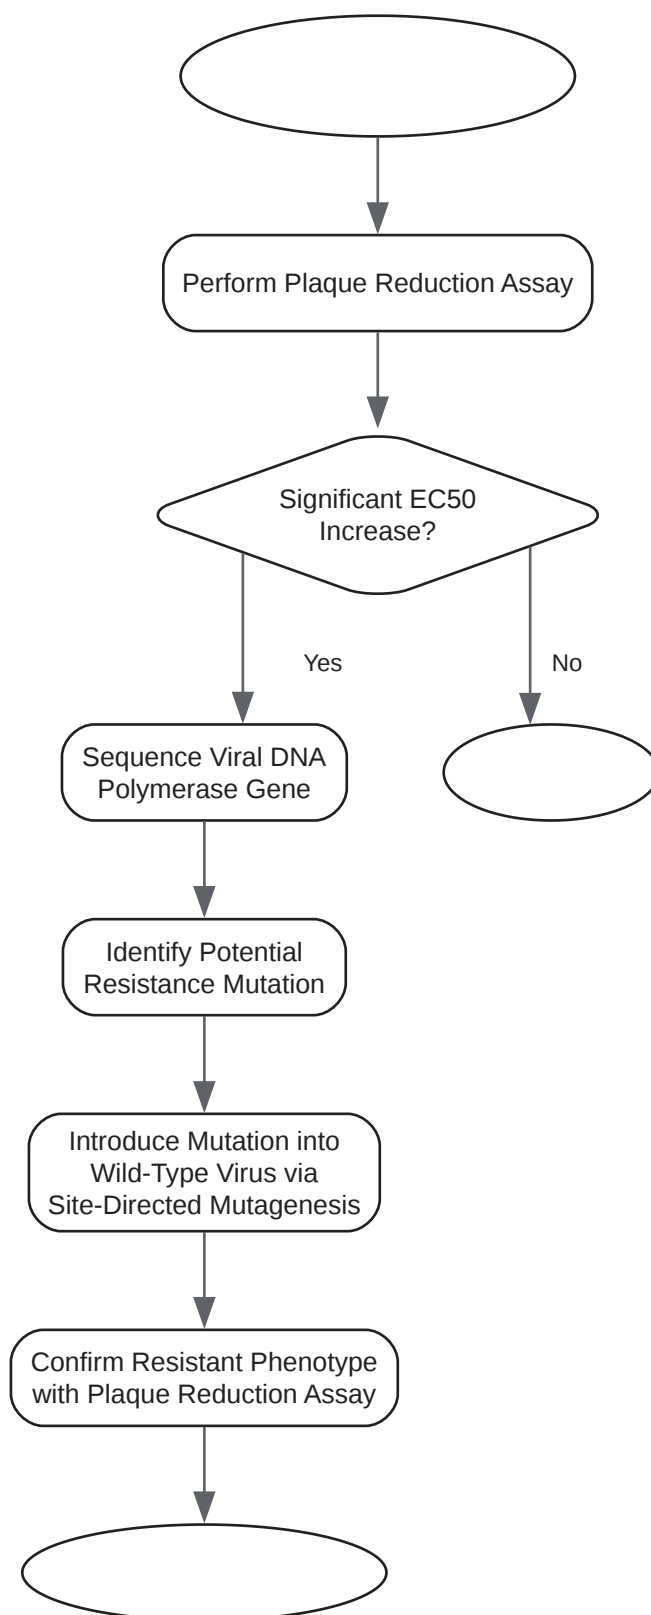 Perform Plaque Reduction Assay
Significant EC50
Increase?
Yes
No
Sequence Viral DNA
Polymerase Gene
Identify Potential
Resistance Mutation
Introduce Mutation into
Wild-Type Virus via
Site-Directed Mutagenesis
Confirm Resistant Phenotype
with Plaque Reduction Assay